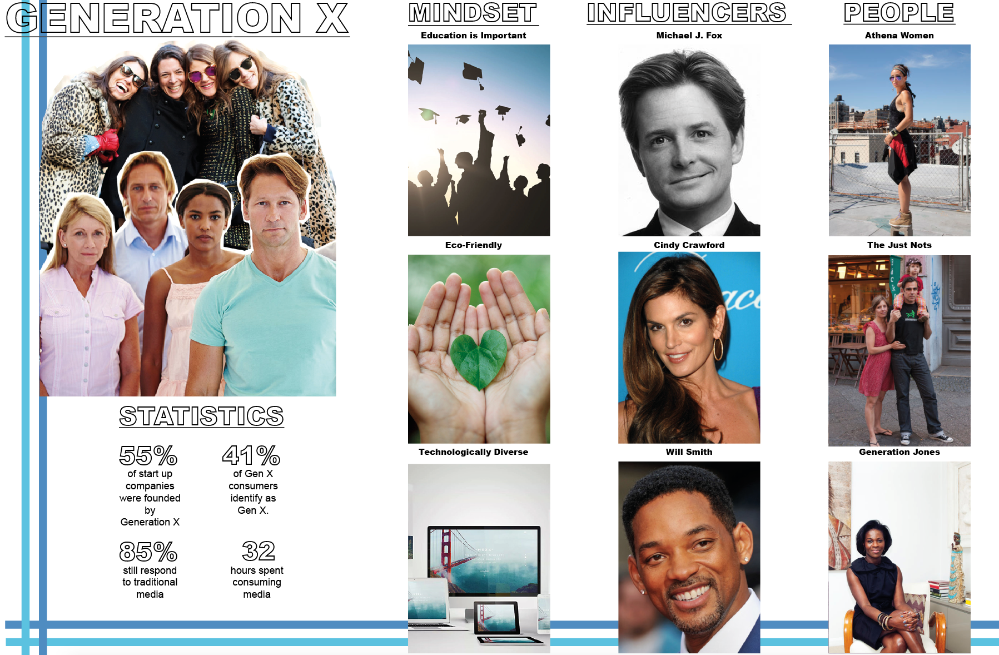 GENERATION X
STATISTICS
55%
of start up
companies
were founded
by
Generation X
41%
of Gen X
consumers
identify as
Gen X.
85%
still respond
to traditional
media
32
hours spent
consuming
media
MINDSET
Education is Important
Eco-Friendly
Technologically Diverse
INFLUENCERS
Michael J. Fox
Cindy Crawford
Will Smith
PEOPLE
Athena Women
The Just Nots
Generation Jones